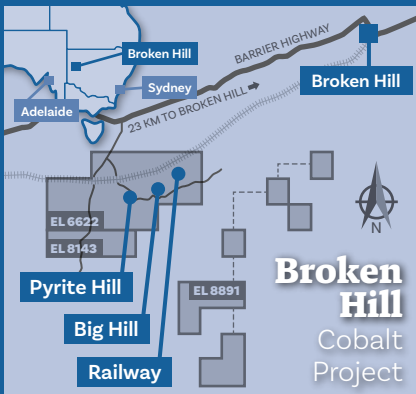 Broken Hill
Sydney
Adelaide
BARRIER HIGHWAY
Broken Hill
23 KM TO BROKEN HILL
EL 6622
EL 8143
EL 8891
N
Pyrite Hill
Big Hill
Railway
Broken
Hill
Cobalt
Project